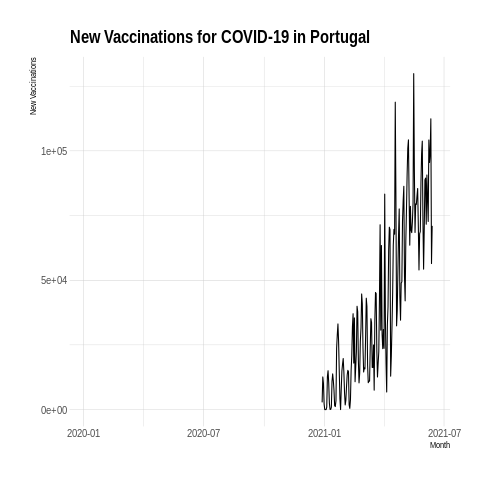 New Vaccinations for COVID-19 in Portugal
New Vaccinations
1e+05
5e+04
0e+00
2020-01 2020-07 2021-01 2021-07
Month